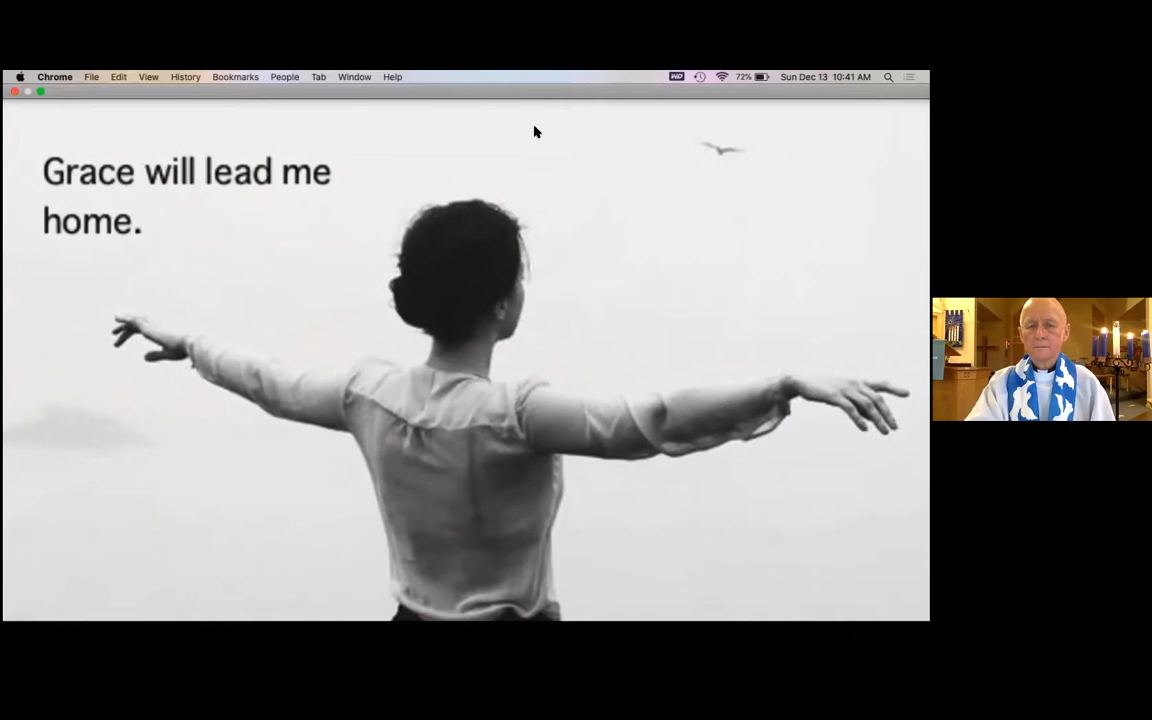 Chrome File Edit View History Bookmarks People Tab Window Help 72% Sun Dec 13 10:41 AM
Grace will lead me
home.